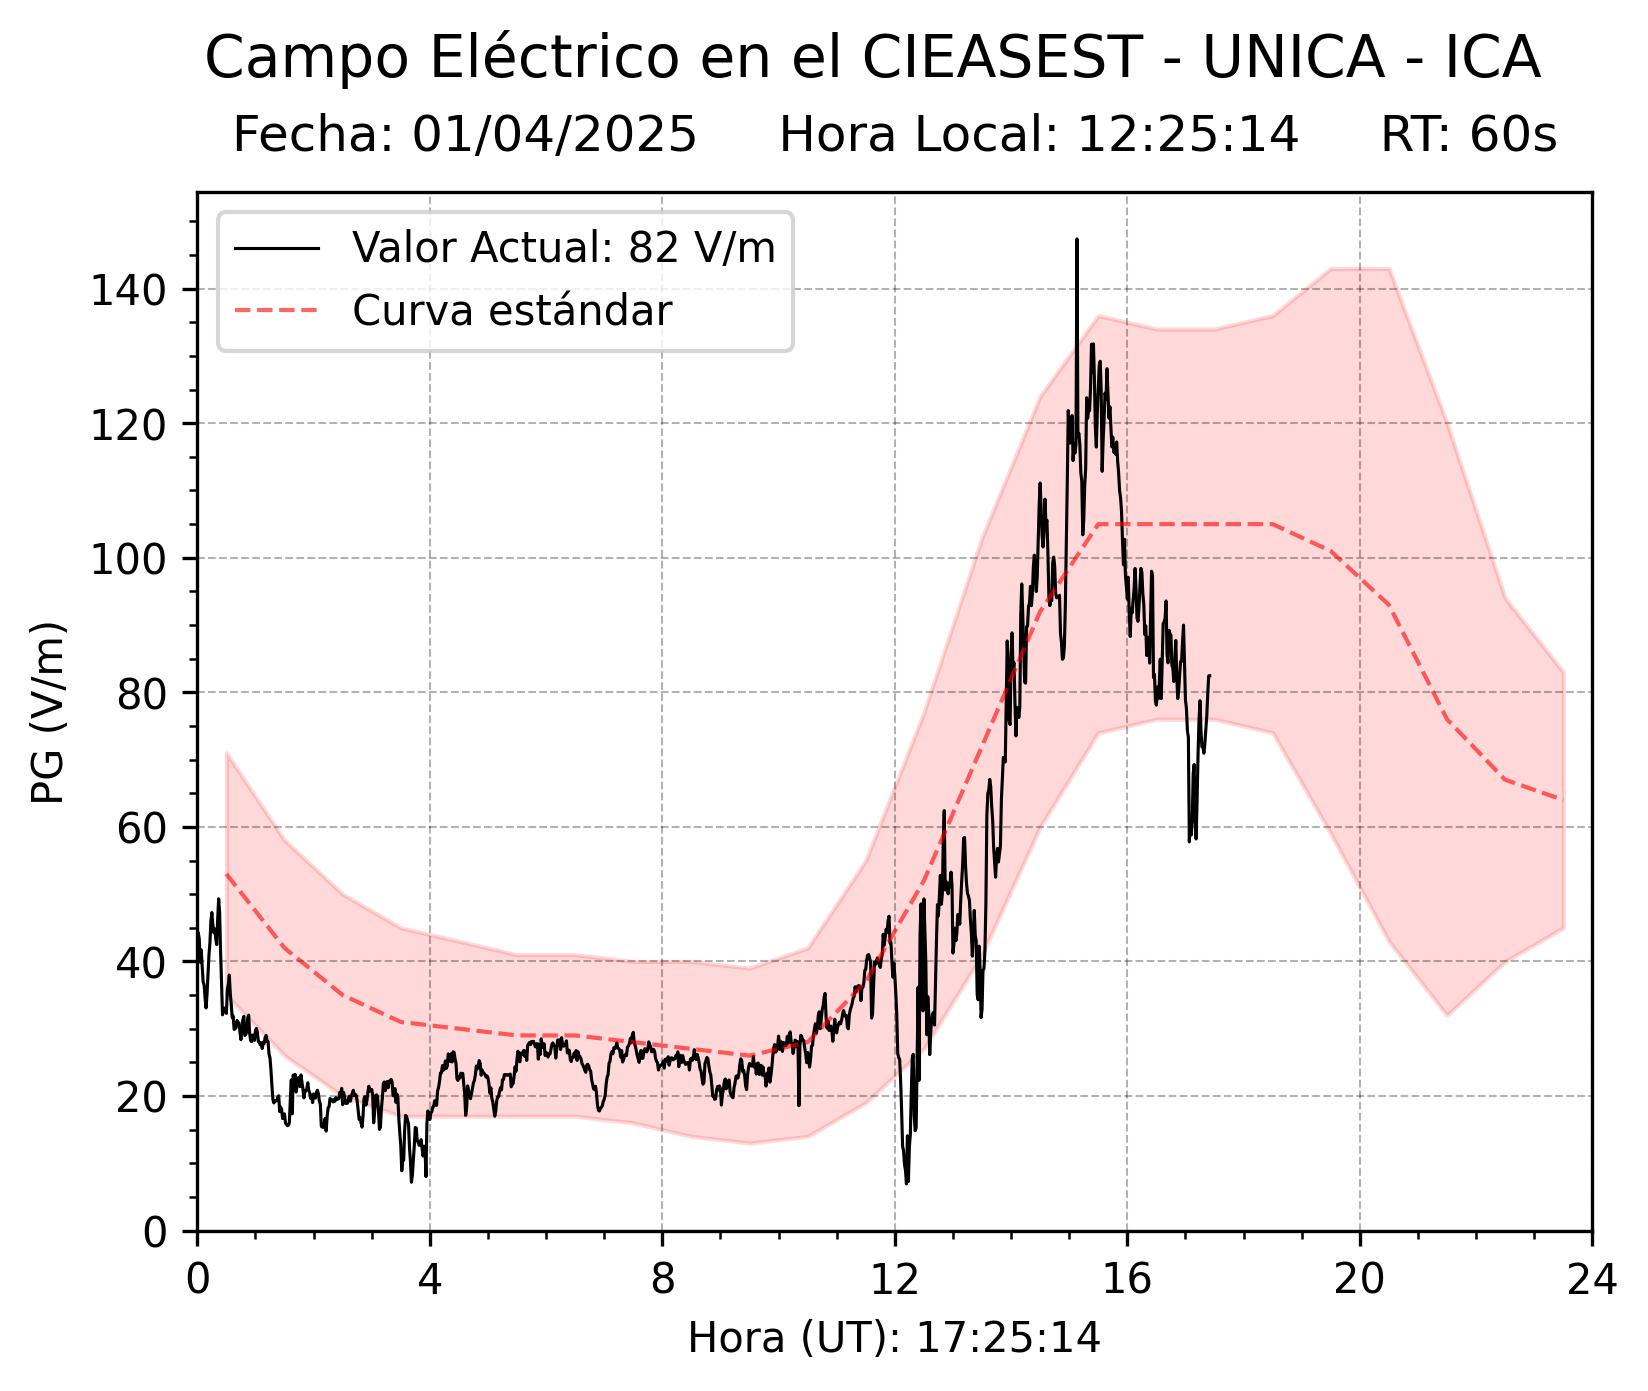 Campo Eléctrico en el CIEASEST - UNICA - ICA
Fecha: 01/04/2025 Hora Local: 12:25:14 RT: 60s
Valor Actual: 82 V/m
Curva estándar
PG (V/m)
140
120
100
80
60
40
20
0
0 4 8 12 16 20 24
Hora (UT): 17:25:14